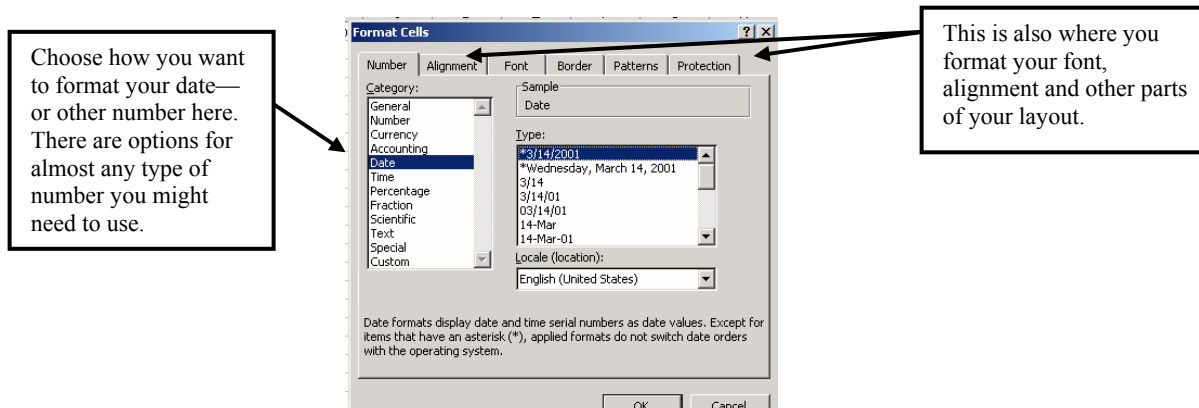 Choose how you want
to format your date—
or other number here.
There are options for
almost any type of
number you might
need to use.
Format Cells
Number Alignment Font Border Patterns Protection
Category:
General
Number
Currency
Accounting
Date
Time
Percentage
Fraction
Scientific
Text
Special
Custom
Sample
Date
Type:
*3/14/2001
*Wednesday, March 14, 2001
3/14
3/14/01
03/14/01
14-Mar
14-Mar-01
Locale (location):
English (United States)
Date formats display date and time serial numbers as date values. Except for
items that have an asterisk (*), applied formats do not switch date orders
with the operating system.
OK Cancel
This is also where you
format your font,
alignment and other parts
of your layout.